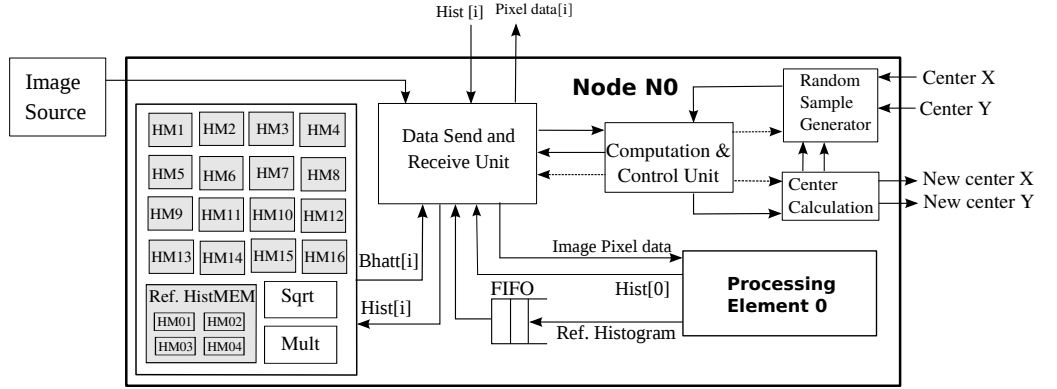 Hist [i]
Pixel data[i]
Image
Source
Node N0
Random
Sample
Generator
Center X
Center Y
HM1 HM2 HM3 HM4
HM5 HM6 HM7 HM8
HM9 HM11 HM10 HM12
HM13 HM14 HM15 HM16
Data Send and
Receive Unit
Computation &
Control Unit
Center
Calculation
New center X
New center Y
Bhatt[i]
Hist[i]
Image Pixel data
Hist[0]
FIFO
Ref. Histogram
Processing
Element 0
Ref. HistMEM
HM01 HM02
HM03 HM04
Sqrt
Mult